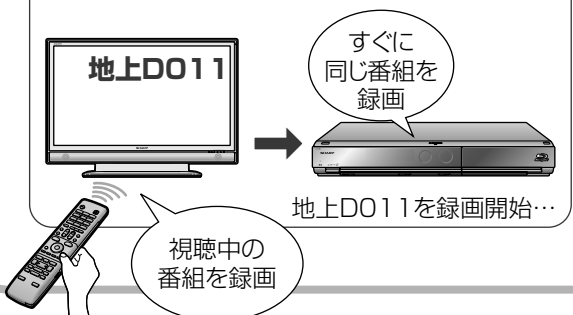 地上D011
すぐに
同じ番組を
録画
地上D011を録画開始…
視聴中の
番組を録画